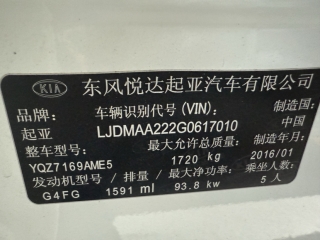 KIA 东风悦达起亚汽车有限公司
品牌: 车辆识别代号(VIN): 制造国:
起亚 LJDMAA222G0617010 中国
整车型号: 最大允许总质量: 制造年月:
YQZ7169AME5 1720 kg 2016/01
发动机型号/ 排量/ 最大净功率: 乘坐人数:
G4FG 1591 ml 93.8 kw 5 人